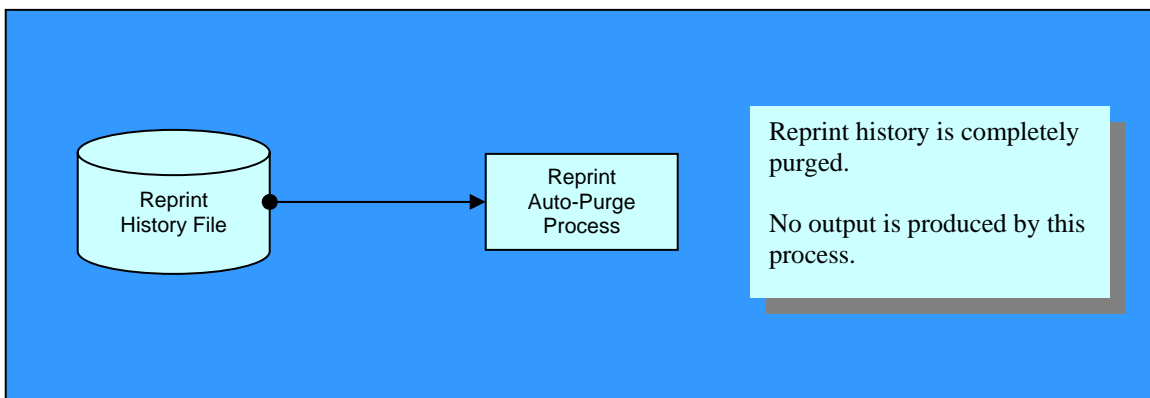 Reprint
History File
Reprint
Auto-Purge
Process
Reprint history is completely
purged.
No output is produced by this
process.